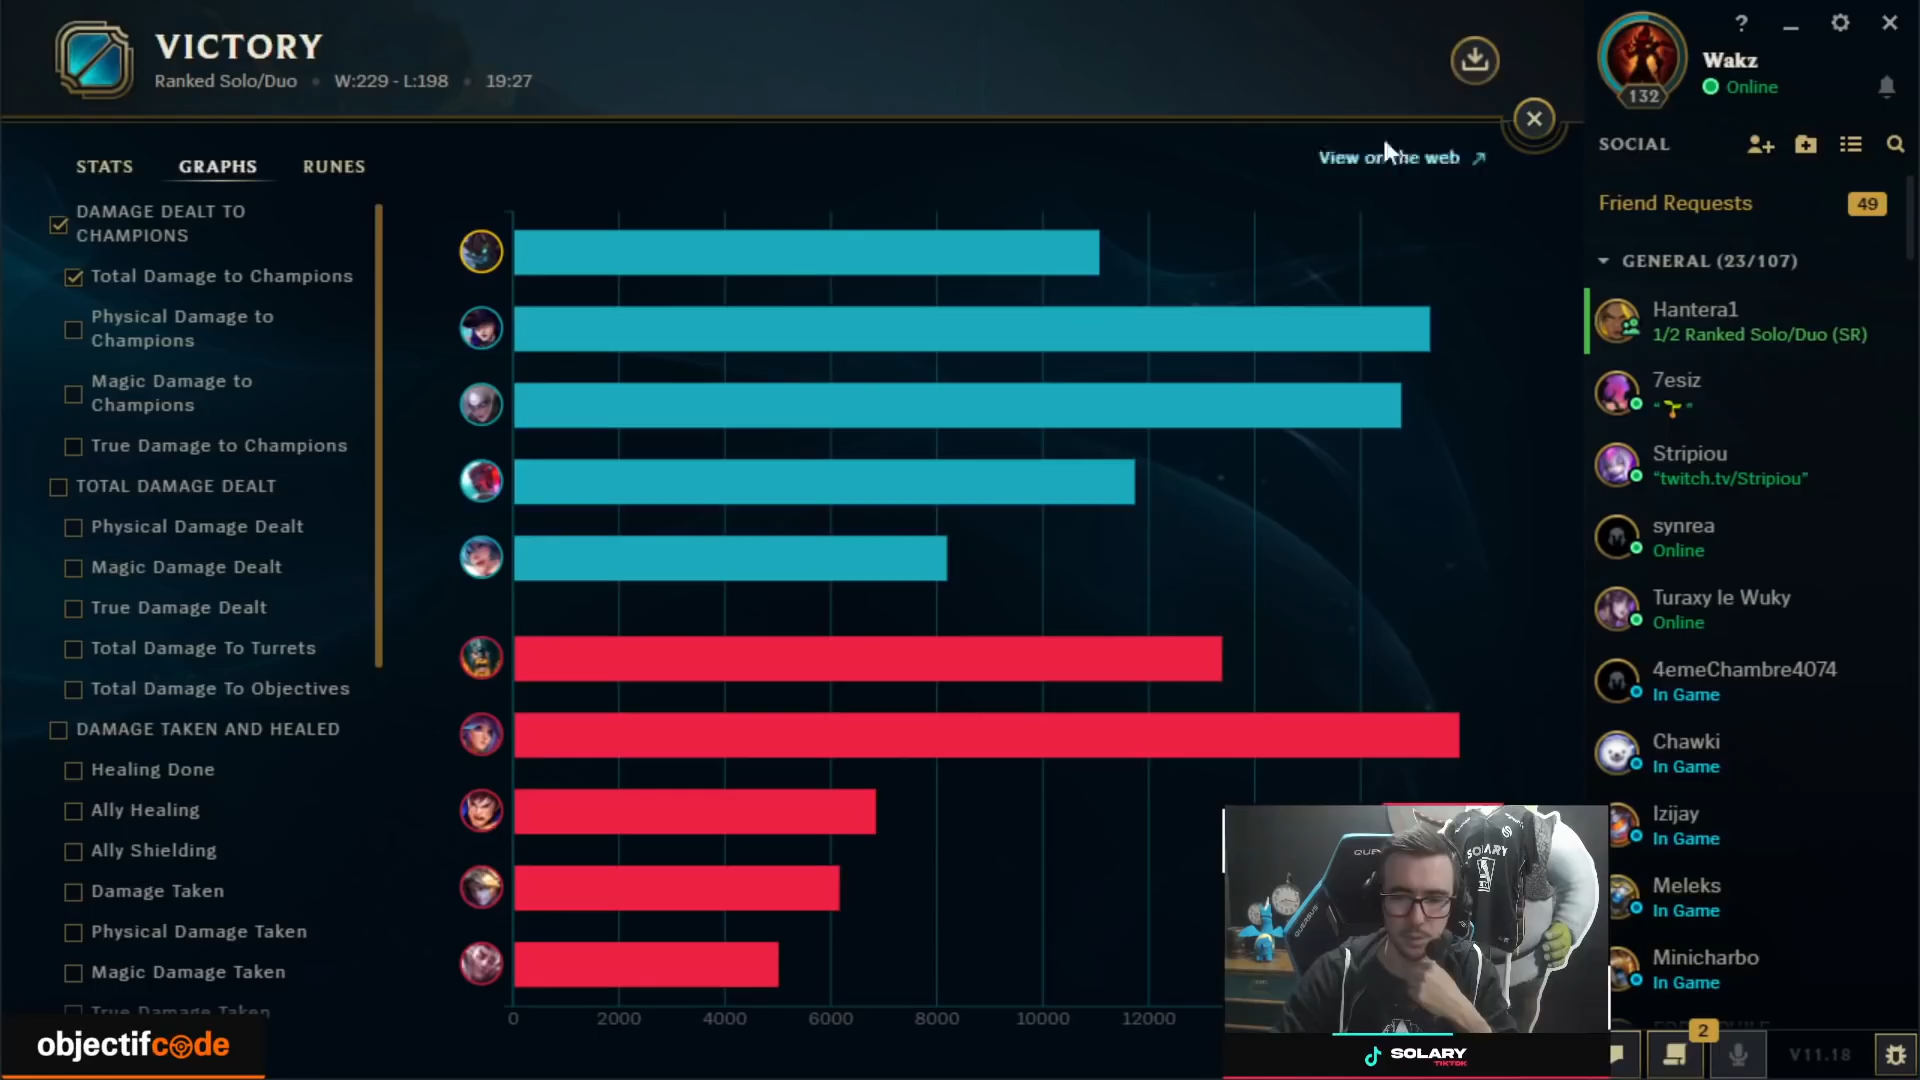 VICTORY
Ranked Solo/Duo • W:229 - L:198 • 19:27
STATS GRAPHS RUNES
View on the web
DAMAGE DEALT TO
CHAMPIONS
Total Damage to Champions
Physical Damage to
Champions
Magic Damage to
Champions
True Damage to Champions
TOTAL DAMAGE DEALT
Physical Damage Dealt
Magic Damage Dealt
True Damage Dealt
Total Damage To Turrets
Total Damage To Objectives
DAMAGE TAKEN AND HEALED
Healing Done
Ally Healing
Ally Shielding
Damage Taken
Physical Damage Taken
Magic Damage Taken
True Damage Taken
0 2000 4000 6000 8000 10000 12000
objectifcode
SOLARY
SOLARY
TIKTOK
?
132
Wakz
Online
SOCIAL
Friend Requests 49
GENERAL (23/107)
Hantera1
1/2 Ranked Solo/Duo (SR)
7esiz
Stripiou
"twitch.tv/Stripiou"
synrea
Online
Turaxy le Wuky
Online
4emeChambre4074
In Game
Chawki
In Game
Izijay
In Game
Meleks
In Game
Minicharbo
In Game
2
V11.18